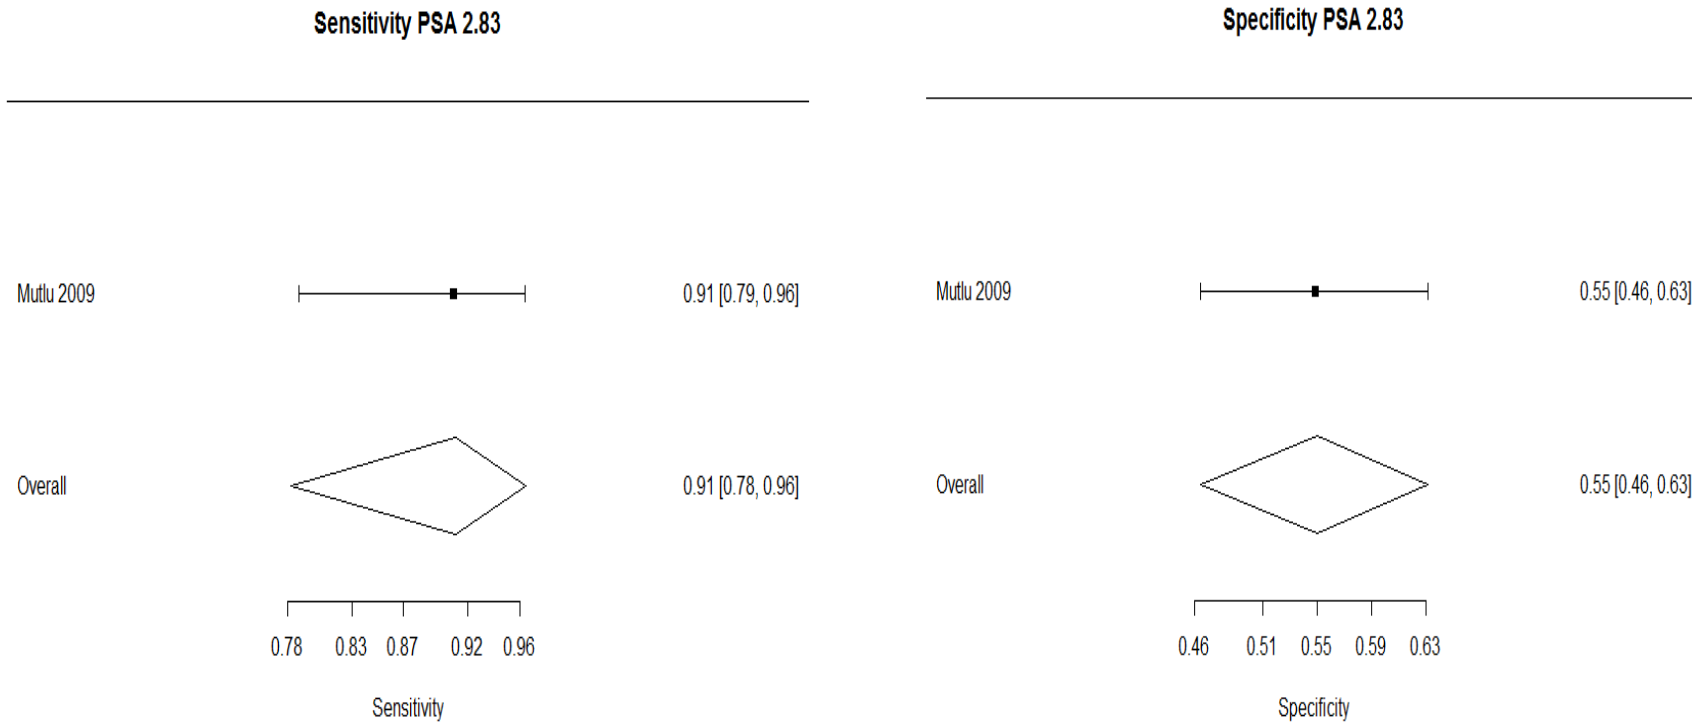 Sensitivity PSA 2.83
Mutlu 2009 0.91 [0.79, 0.96]
Overall 0.91 [0.78, 0.96]
0.78 0.83 0.87 0.92 0.96
Sensitivity
Specificity PSA 2.83
Mutlu 2009 0.55 [0.46, 0.63]
Overall 0.55 [0.46, 0.63]
0.46 0.51 0.55 0.59 0.63
Specificity